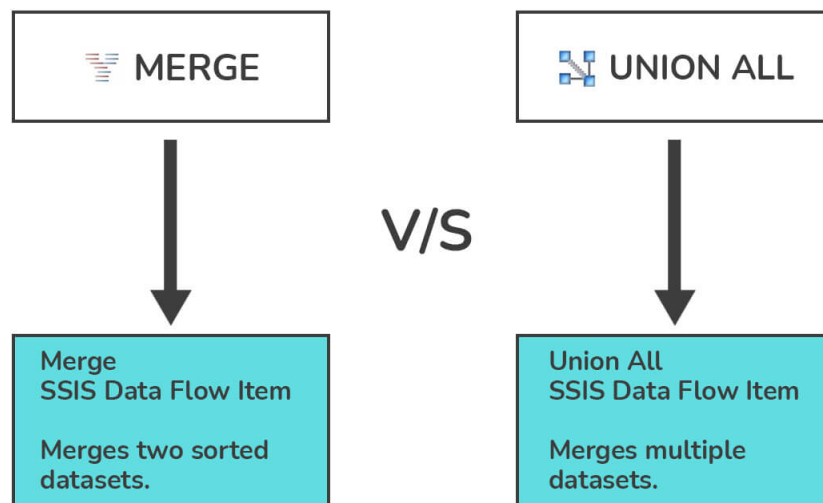 MERGE
UNION ALL
V/S
Merge
SSIS Data Flow Item
Merges two sorted
datasets.
Union All
SSIS Data Flow Item
Merges multiple
datasets.